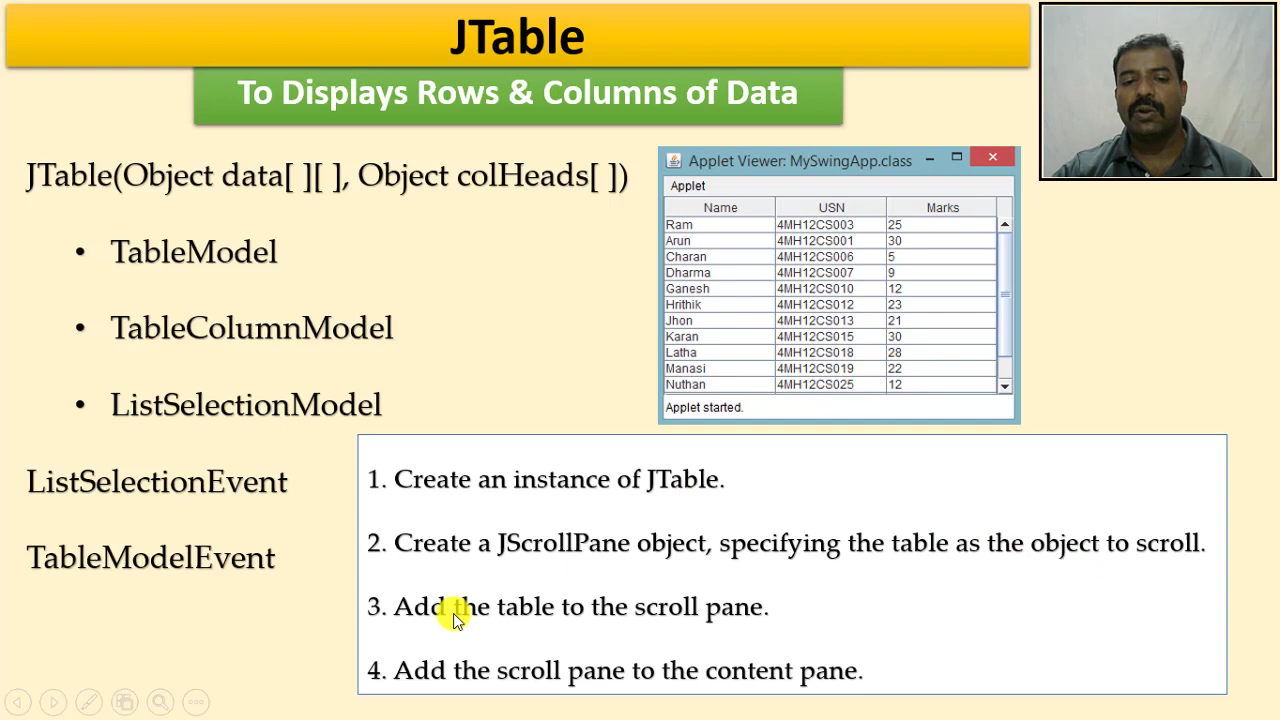 JTable
To Displays Rows & Columns of Data
JTable(Object data[ ][ ], Object colHeads[ ])
• TableModel
• TableColumnModel
• ListSelectionModel
ListSelectionEvent
TableModelEvent
Applet Viewer: MySwingApp.class
Applet
Name USN Marks
Ram 4MH12CS003 25
Arun 4MH12CS001 30
Charan 4MH12CS006 5
Dharma 4MH12CS007 9
Ganesh 4MH12CS010 12
Hrithik 4MH12CS012 23
Jhon 4MH12CS013 21
Karan 4MH12CS015 30
Latha 4MH12CS018 28
Manasi 4MH12CS019 22
Nuthan 4MH12CS025 12
Applet started.
1. Create an instance of JTable.
2. Create a JScrollPane object, specifying the table as the object to scroll.
3. Add the table to the scroll pane.
4. Add the scroll pane to the content pane.